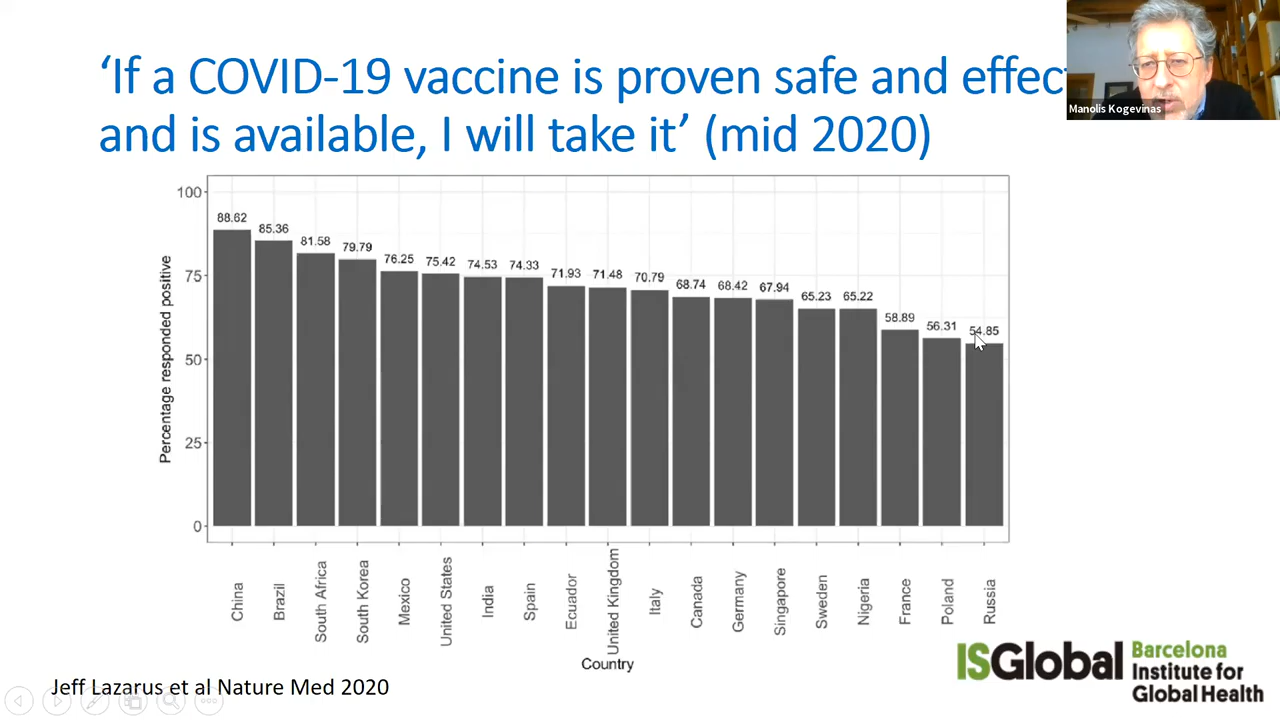 ‘If a COVID-19 vaccine is proven safe and effec
and is available, I will take it’ (mid 2020)
Manolis Kogevinas
Percentage responded positive
100
75
50
25
0
88.62
85.36
81.58
79.79
76.25
75.42
74.53
74.33
71.93
71.48
70.79
68.74
68.42
67.94
65.23
65.22
58.89
56.31
54.85
China
Brazil
South Africa
South Korea
Mexico
United States
India
Spain
Ecuador
United Kingdom
Italy
Canada
Germany
Singapore
Sweden
Nigeria
France
Poland
Russia
Country
Jeff Lazarus et al Nature Med 2020
ISGlobal
Barcelona
Institute for
Global Health